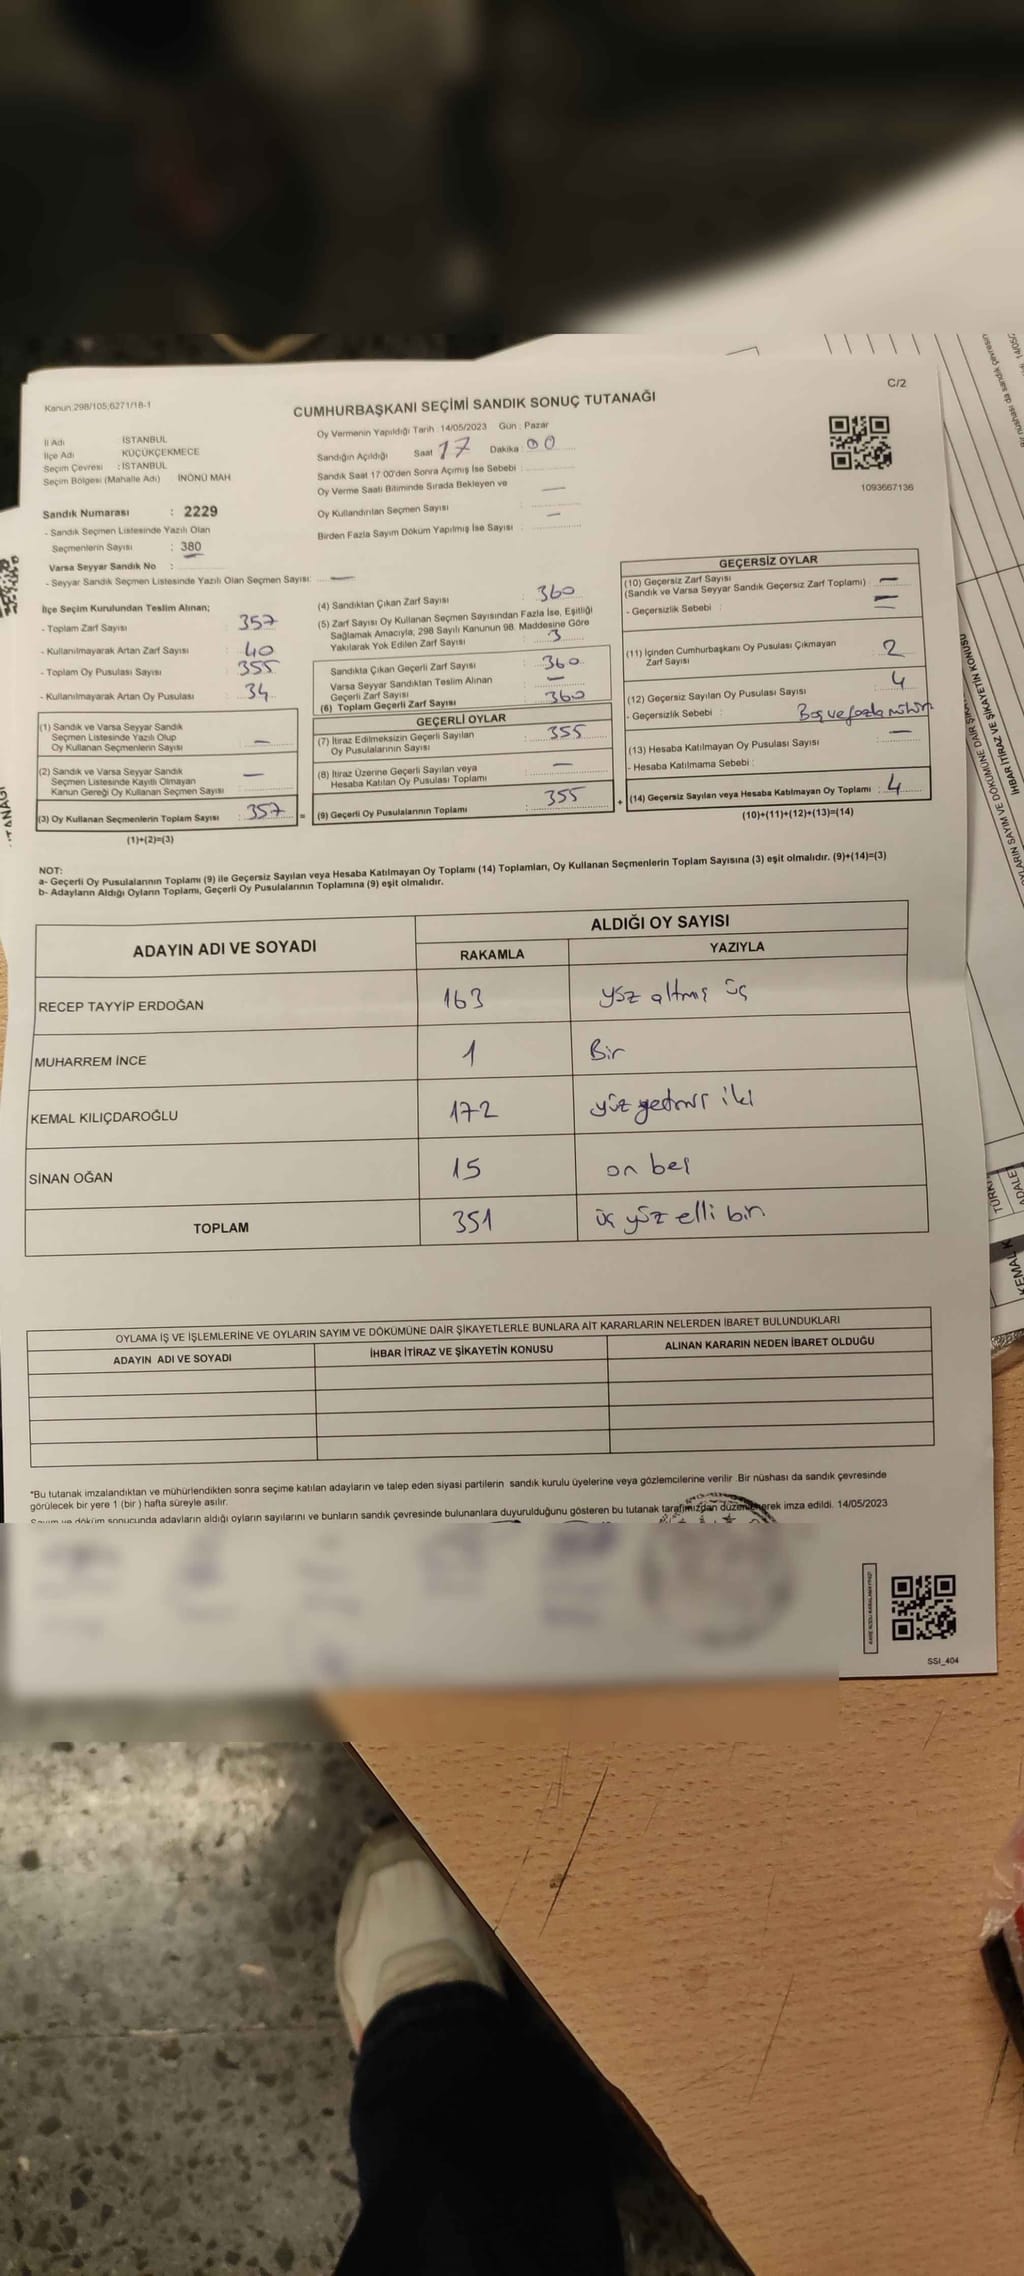 Kanun:298/105;6271/18-1
C/2
CUMHURBAŞKANI SEÇİMİ SANDIK SONUÇ TUTANAĞI
İl Adı İSTANBUL
İlçe Adı KÜÇÜKÇEKMECE
Seçim Çevresi : İSTANBUL
Seçim Bölgesi (Mahalle Adı) İNÖNÜ MAH
Sandık Numarası : 2229
- Sandık Seçmen Listesinde Yazılı Olan
Seçmenlerin Sayısı : 380
Varsa Seyyar Sandık No :
- Seyyar Sandık Seçmen Listesinde Yazılı Olan Seçmen Sayısı: —
Oy Vermenin Yapıldığı Tarih : 14/05/2023 Gün : Pazar
Sandığın Açıldığı Saat 17 Dakika : 00
Sandık Saat 17:00'den Sonra Açmış İse Sebebi :
Oy Verme Saati Bitiminde Sırada Bekleyen ve
Oy Kullandırılan Seçmen Sayısı : —
Birden Fazla Sayım Döküm Yapılmış İse Sayısı : —
1093667136
İlçe Seçim Kurulundan Teslim Alınan;
- Toplam Zarf Sayısı : 357
- Kullanılmayarak Artan Zarf Sayısı : 40
- Toplam Oy Pusulası Sayısı : 355
- Kullanılmayarak Artan Oy Pusulası : 34
(1) Sandık ve Varsa Seyyar Sandık
Seçmen Listesinde Yazılı Olup
Oy Kullanan Seçmenlerin Sayısı : —
(2) Sandık ve Varsa Seyyar Sandık
Seçmen Listesinde Kayıtlı Olmayan
Kanun Gereği Oy Kullanan Seçmen Sayısı : —
(3) Oy Kullanan Seçmenlerin Toplam Sayısı : 357 =
(1)+(2)=(3)
(4) Sandıktan Çıkan Zarf Sayısı : 360
(5) Zarf Sayısı Oy Kullanan Seçmen Sayısından Fazla İse, Eşitliği
Sağlamak Amacıyla; 298 Sayılı Kanunun 98. Maddesine Göre
Yakılarak Yok Edilen Zarf Sayısı : 3
Sandıkta Çıkan Geçerli Zarf Sayısı : 360
Varsa Seyyar Sandıktan Teslim Alınan
Geçerli Zarf Sayısı : —
(6) Toplam Geçerli Zarf Sayısı : 360
GEÇERLİ OYLAR
(7) İtiraz Edilmeksizin Geçerli Sayılan
Oy Pusulalarının Sayısı : 355
(8) İtiraz Üzerine Geçerli Sayılan veya
Hesaba Katılan Oy Pusulası Toplamı : —
(9) Geçerli Oy Pusulalarının Toplamı : 355 +
GEÇERSİZ OYLAR
(10) Geçersiz Zarf Sayısı : —
(Sandık ve Varsa Seyyar Sandık Geçersiz Zarf Toplamı)
- Geçersizlik Sebebi : —
(11) İçinden Cumhurbaşkanı Oy Pusulası Çıkmayan
Zarf Sayısı : 2
(12) Geçersiz Sayılan Oy Pusulası Sayısı : 4
- Geçersizlik Sebebi : Boş ve fazla mühür
(13) Hesaba Katılmayan Oy Pusulası Sayısı : —
- Hesaba Katılmama Sebebi :
(14) Geçersiz Sayılan veya Hesaba Katılmayan Oy Toplamı : 4
(10)+(11)+(12)+(13)=(14)
NOT:
a- Geçerli Oy Pusulalarının Toplamı (9) ile Geçersiz Sayılan veya Hesaba Katılmayan Oy Toplamı (14) Toplamları, Oy Kullanan Seçmenlerin Toplam Sayısına (3) eşit olmalıdır. (9)+(14)=(3)
b- Adayların Aldığı Oyların Toplamı, Geçerli Oy Pusulalarının Toplamına (9) eşit olmalıdır.
ADAYIN ADI VE SOYADI
ALDIĞI OY SAYISI
RAKAMLA YAZIYLA
RECEP TAYYİP ERDOĞAN 163 yüz altmış üç
MUHARREM İNCE 1 Bir
KEMAL KILIÇDAROĞLU 172 yüz yetmiş iki
SİNAN OĞAN 15 on beş
TOPLAM 351 üç yüz elli bir
OYLAMA İŞ VE İŞLEMLERİNE VE OYLARIN SAYIM VE DÖKÜMÜNE DAİR ŞİKAYETLERLE BUNLARA AİT KARARLARIN NELERDEN İBARET BULUNDUKLARI
ADAYIN ADI VE SOYADI İHBAR İTİRAZ VE ŞİKAYETİN KONUSU ALINAN KARARIN NEDEN İBARET OLDUĞU
*Bu tutanak imzalandıktan ve mühürlendikten sonra seçime katılan adayların ve talep eden siyasi partilerin sandık kurulu üyelerine veya gözlemcilerine verilir. Bir nüshası da sandık çevresinde
görülecek bir yere 1 (bir ) hafta süreyle asılır.
Sayım ve döküm sonucunda adayların aldığı oyların sayılarını ve bunların sandık çevresinde bulunanlara duyurulduğunu gösteren bu tutanak tarafımızdan düzenlenerek imza edildi. 14/05/2023
SSI_404
OYLARIN SAYIM VE DÖKÜMÜNE DAİR
İHBAR İTİRAZ VE ŞİKAYETİN KONUSU
KEMAL K